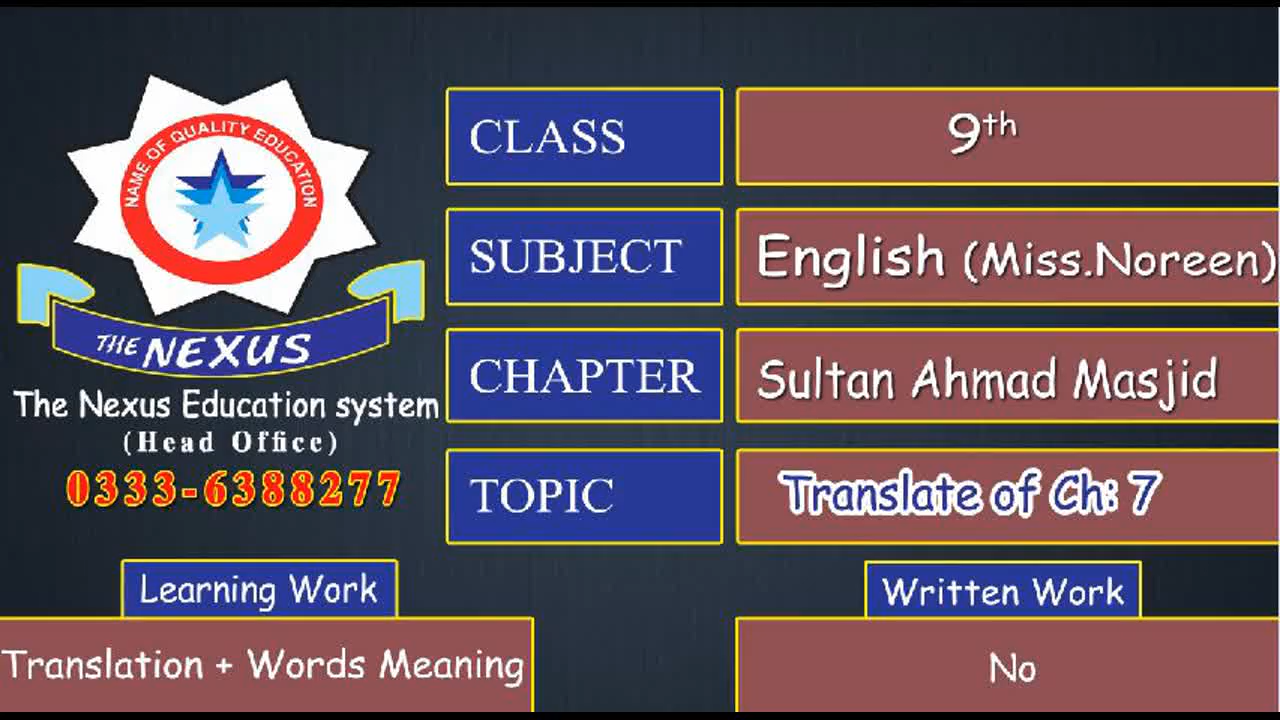 NAME OF QUALITY EDUCATION
THE NEXUS
The Nexus Education system
(Head Office)
0333-6388277
CLASS
9th
SUBJECT
English (Miss.Noreen)
CHAPTER
Sultan Ahmad Masjid
TOPIC
Translate of Ch: 7
Learning Work
Translation + Words Meaning
Written Work
No